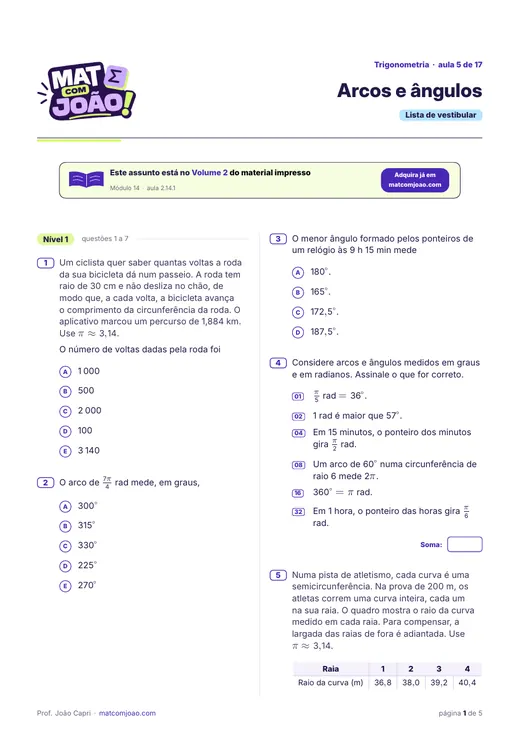 MAT Σ
COM
JOÃO!
Trigonometria · aula 5 de 17
Arcos e ângulos
Lista de vestibular
Este assunto está no Volume 2 do material impresso
Módulo 14 · aula 2.14.1
Adquira já em
matcomjoao.com
Nível 1 questões 1 a 7
1 Um ciclista quer saber quantas voltas a roda
da sua bicicleta dá num passeio. A roda tem
raio de 30 cm e não desliza no chão, de
modo que, a cada volta, a bicicleta avança
o comprimento da circunferência da roda. O
aplicativo marcou um percurso de 1,884 km.
Use π ≈ 3,14.
O número de voltas dadas pela roda foi
A 1 000
B 500
C 2 000
D 100
E 3 140
2 O arco de 7π/4 rad mede, em graus,
A 300°
B 315°
C 330°
D 225°
E 270°
3 O menor ângulo formado pelos ponteiros de
um relógio às 9 h 15 min mede
A 180°.
B 165°.
C 172,5°.
D 187,5°.
4 Considere arcos e ângulos medidos em graus
e em radianos. Assinale o que for correto.
01 π/5 rad = 36°.
02 1 rad é maior que 57°.
04 Em 15 minutos, o ponteiro dos minutos
gira π/2 rad.
08 Um arco de 60° numa circunferência de
raio 6 mede 2π.
16 360° = π rad.
32 Em 1 hora, o ponteiro das horas gira π/6
rad.
Soma:
5 Numa pista de atletismo, cada curva é uma
semicircunferência. Na prova de 200 m, os
atletas correm uma curva inteira, cada um
na sua raia. O quadro mostra o raio da curva
medido em cada raia. Para compensar, a
largada das raias de fora é adiantada. Use
π ≈ 3,14.
Raia 1 2 3 4
Raio da curva (m) 36,8 38,0 39,2 40,4
Prof. João Capri · matcomjoao.com
página 1 de 5